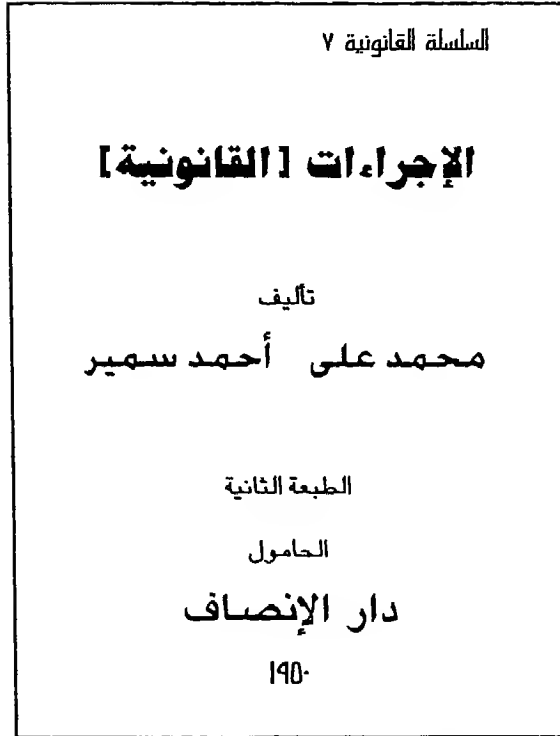 السلسلة القانونية ٧
الإجراءات [القانونية]
تأليف
محمد على أحمد سمير
الطبعة الثانية
الحامول
دار الإنصاف
١٩٥٠